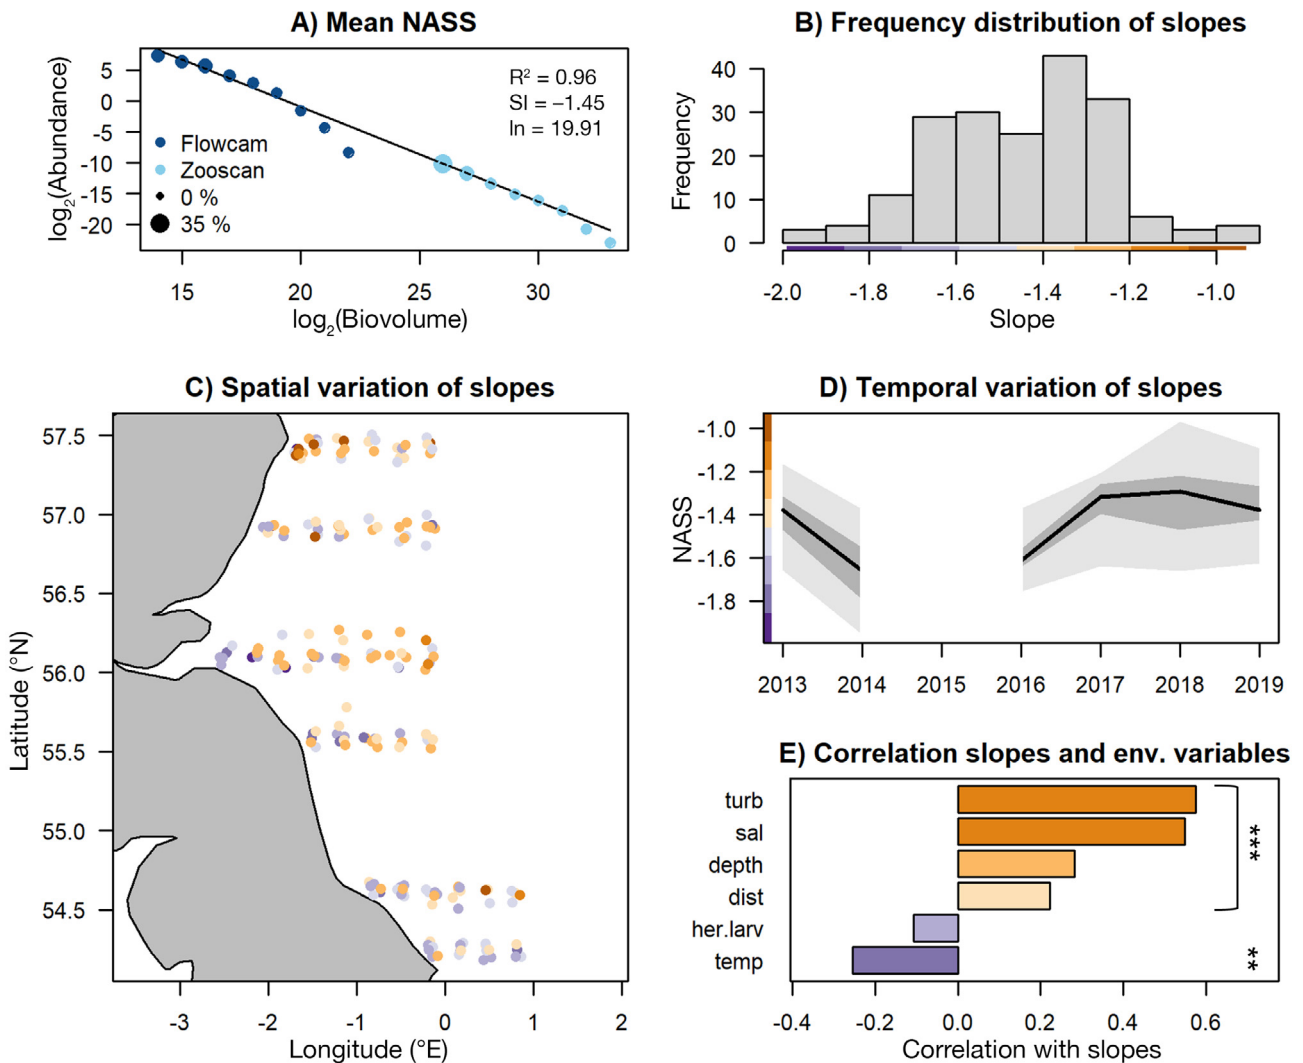 A) Mean NASS
log2(Abundance)
5
0
-5
-10
-15
-20
R² = 0.96
Sl = –1.45
In = 19.91
Flowcam
Zooscan
0 %
35 %
15 20 25 30
log2(Biovolume)
B) Frequency distribution of slopes
Frequency
40
30
20
10
0
-2.0 -1.8 -1.6 -1.4 -1.2 -1.0
Slope
C) Spatial variation of slopes
Latitude (°N)
57.5
57.0
56.5
56.0
55.5
55.0
54.5
-3 -2 -1 0 1 2
Longitude (°E)
D) Temporal variation of slopes
NASS
-1.0
-1.2
-1.4
-1.6
-1.8
2013 2014 2015 2016 2017 2018 2019
E) Correlation slopes and env. variables
turb
sal
depth
dist
her.larv
temp
***
**
-0.4 -0.2 0.0 0.2 0.4 0.6
Correlation with slopes